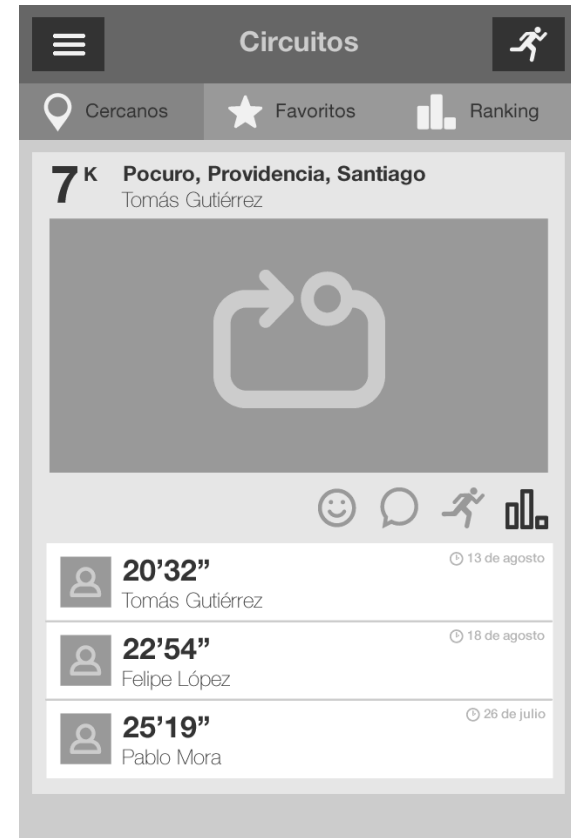 Circuitos
Cercanos Favoritos Ranking
7 K Pocuro, Providencia, Santiago
Tomás Gutiérrez
20’32” 13 de agosto
Tomás Gutiérrez
22’54” 18 de agosto
Felipe López
25’19” 26 de julio
Pablo Mora